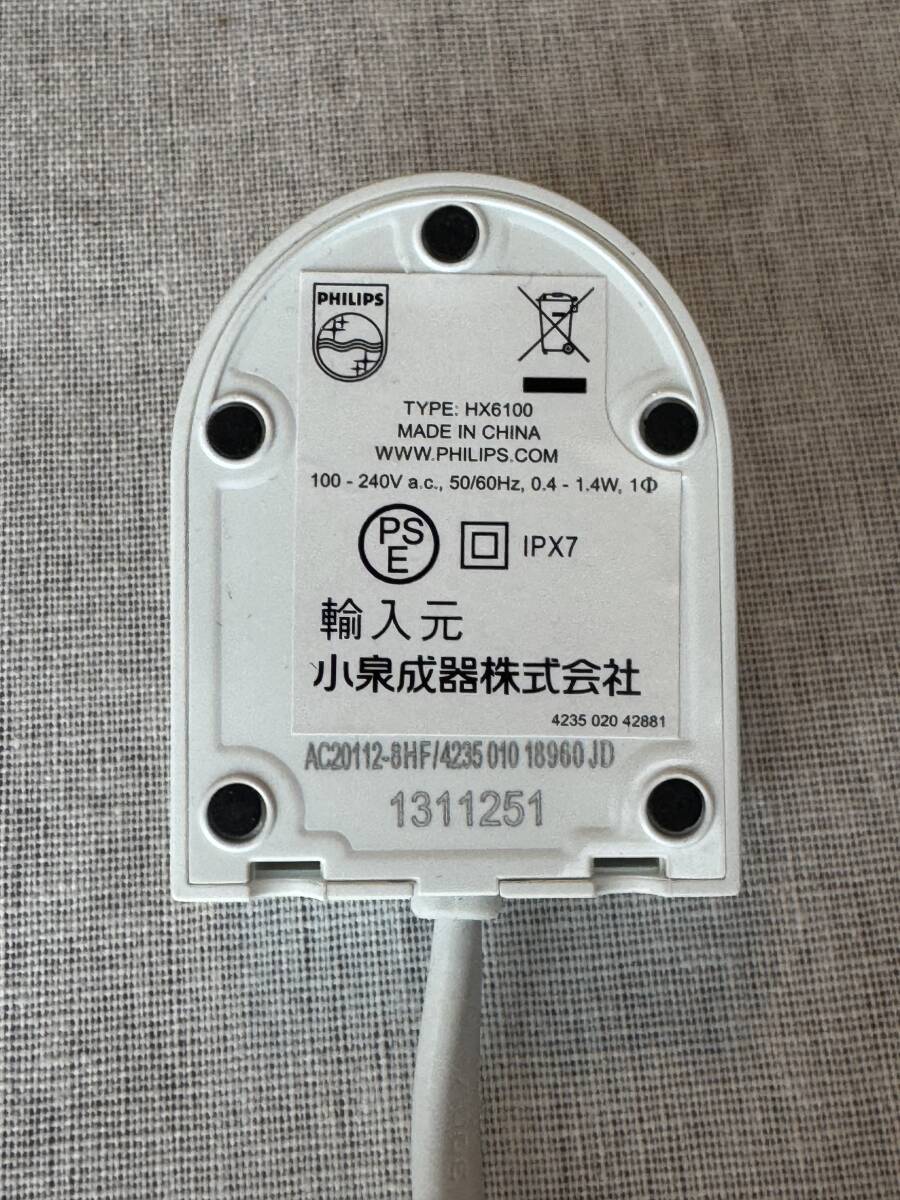 PHILIPS
TYPE: HX6100
MADE IN CHINA
WWW.PHILIPS.COM
100 - 240V a.c., 50/60Hz, 0.4 - 1.4W, 1Φ
PS
E
IPX7
輸入元
小泉成器株式会社
4235 020 42881
AC20112-8HF/4235 010 18960 JD
1311251